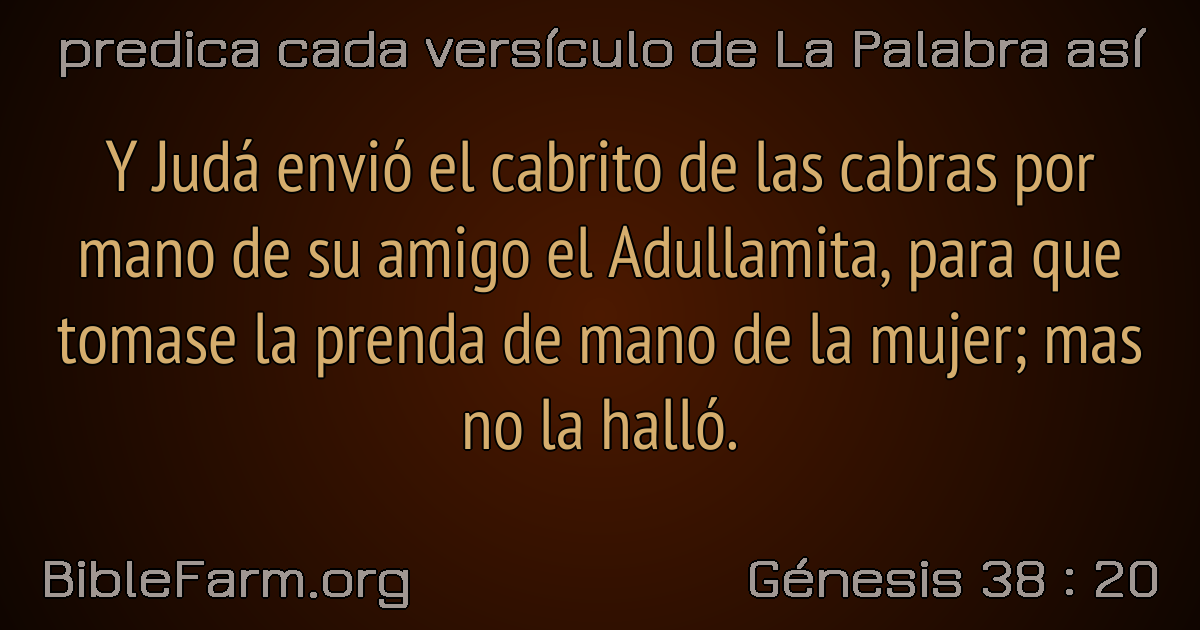 predica cada versículo de La Palabra así
Y Judá envió el cabrito de las cabras por
mano de su amigo el Adullamita, para que
tomase la prenda de mano de la mujer; mas
no la halló.
BibleFarm.org
Génesis 38 : 20